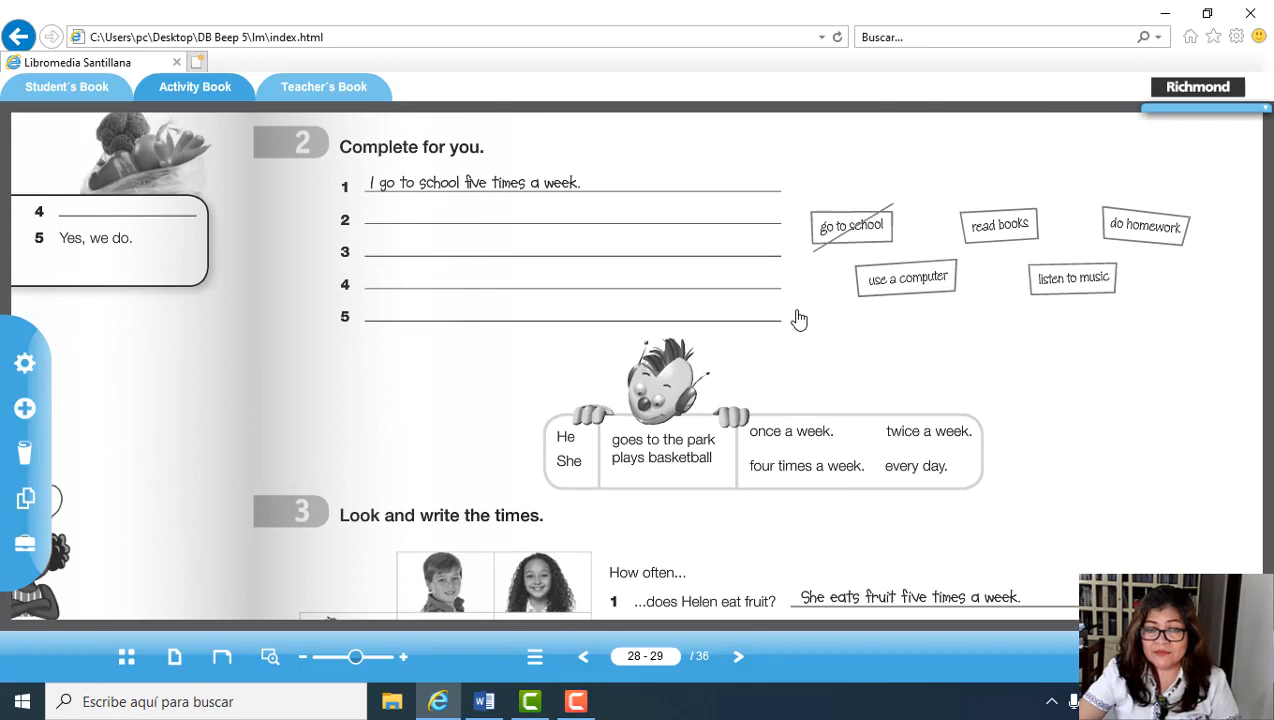 C:\Users\pc\Desktop\DB Beep 5\lm\index.html
Buscar...
Libromedia Santillana
Student´s Book
Activity Book
Teacher´s Book
Richmond
4
5 Yes, we do.
2 Complete for you.
1 I go to school five times a week.
2
3
4
5
go to school
read books
do homework
use a computer
listen to music
He
She
goes to the park
plays basketball
once a week. twice a week.
four times a week. every day.
3 Look and write the times.
How often...
1 ...does Helen eat fruit? She eats fruit five times a week.
28 - 29 / 36
Escribe aquí para buscar